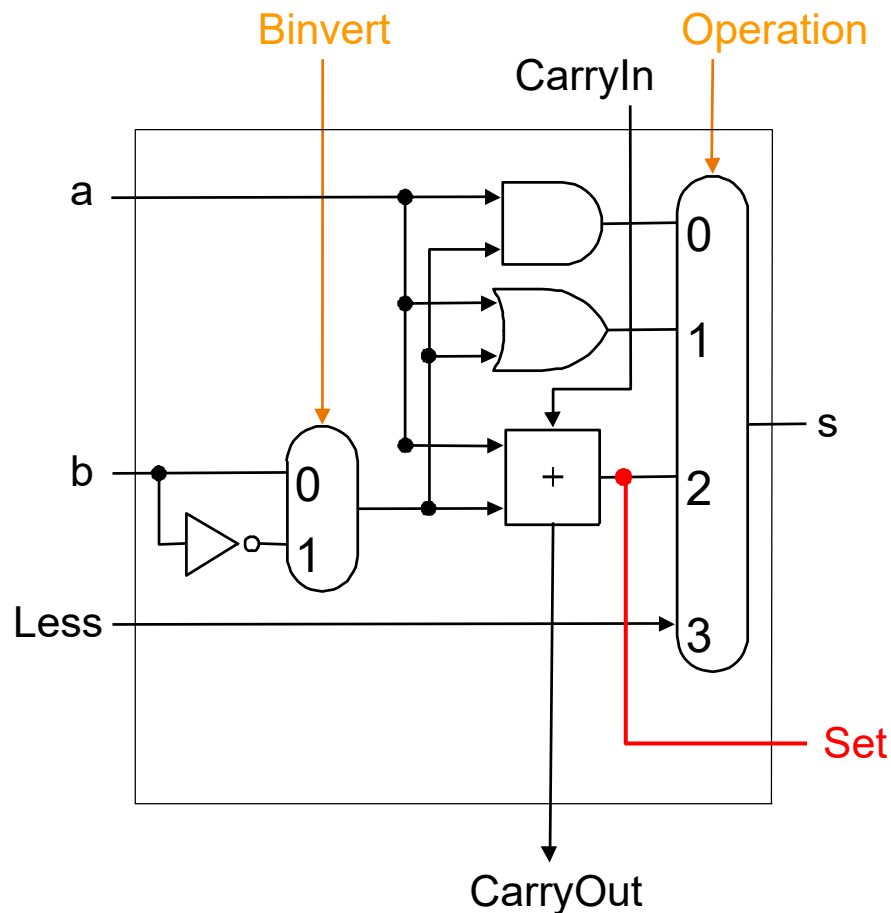 Binvert
Operation
CarryIn
a
0
1
b
0
+
2
1
s
Less
3
Set
CarryOut